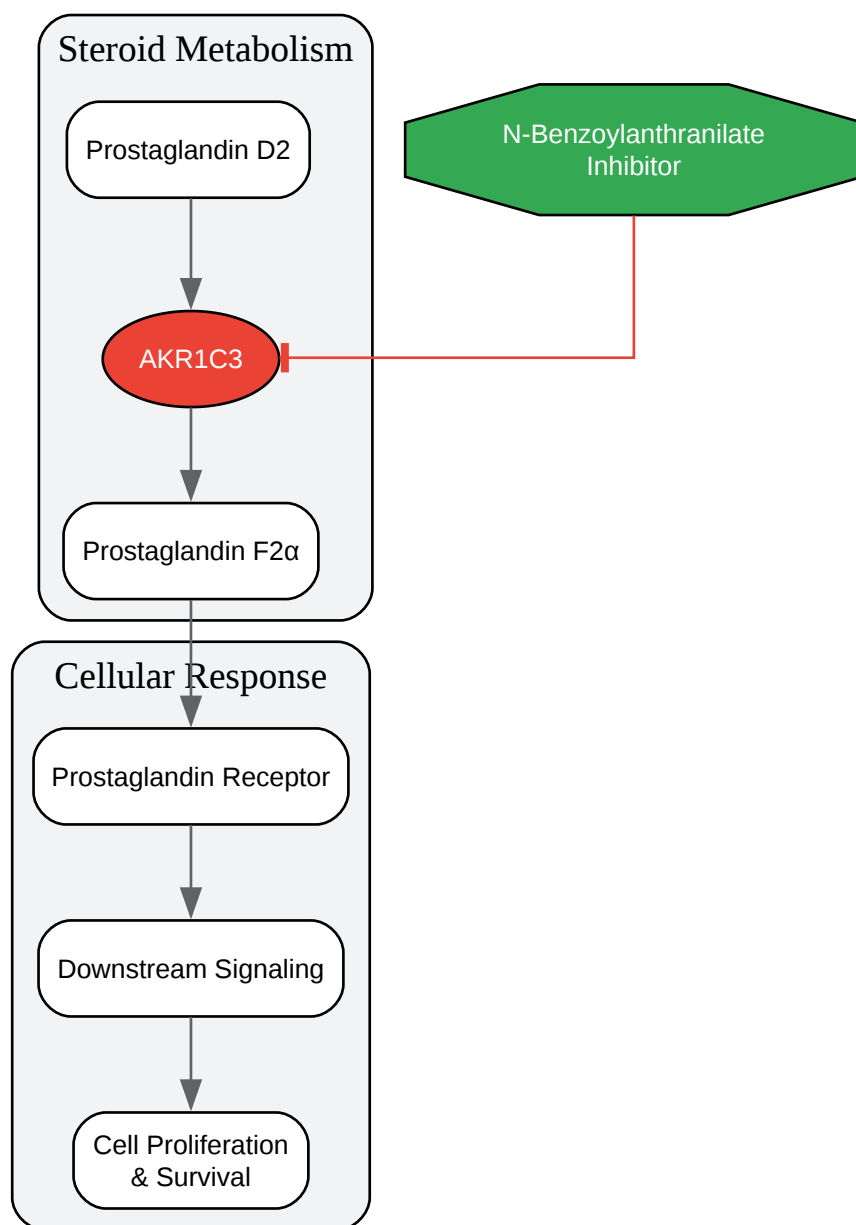 Steroid Metabolism
Prostaglandin D2
N-Benzoylanthranilate
Inhibitor
AKR1C3
Prostaglandin F2α
Cellular Response
Prostaglandin Receptor
Downstream Signaling
Cell Proliferation
& Survival